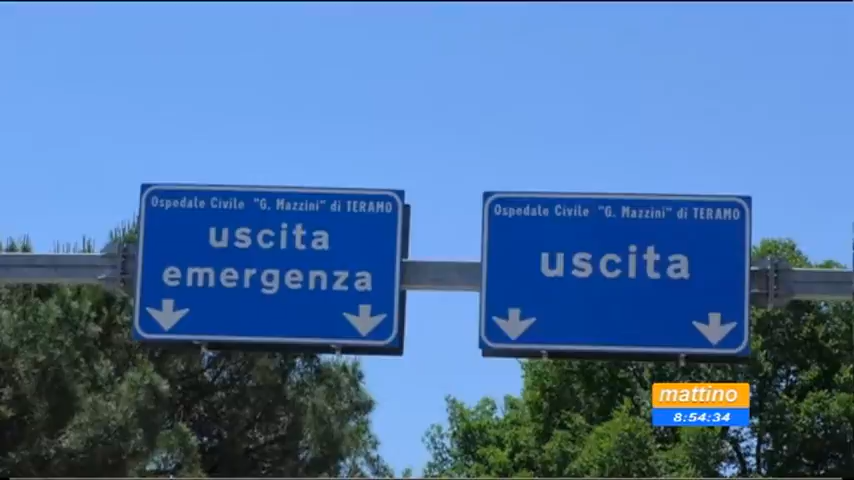 Ospedale Civile "G. Mazzini" di TERAMO
uscita
emergenza
Ospedale Civile "G. Mazzini" di TERAMO
uscita
mattino
8:54:34